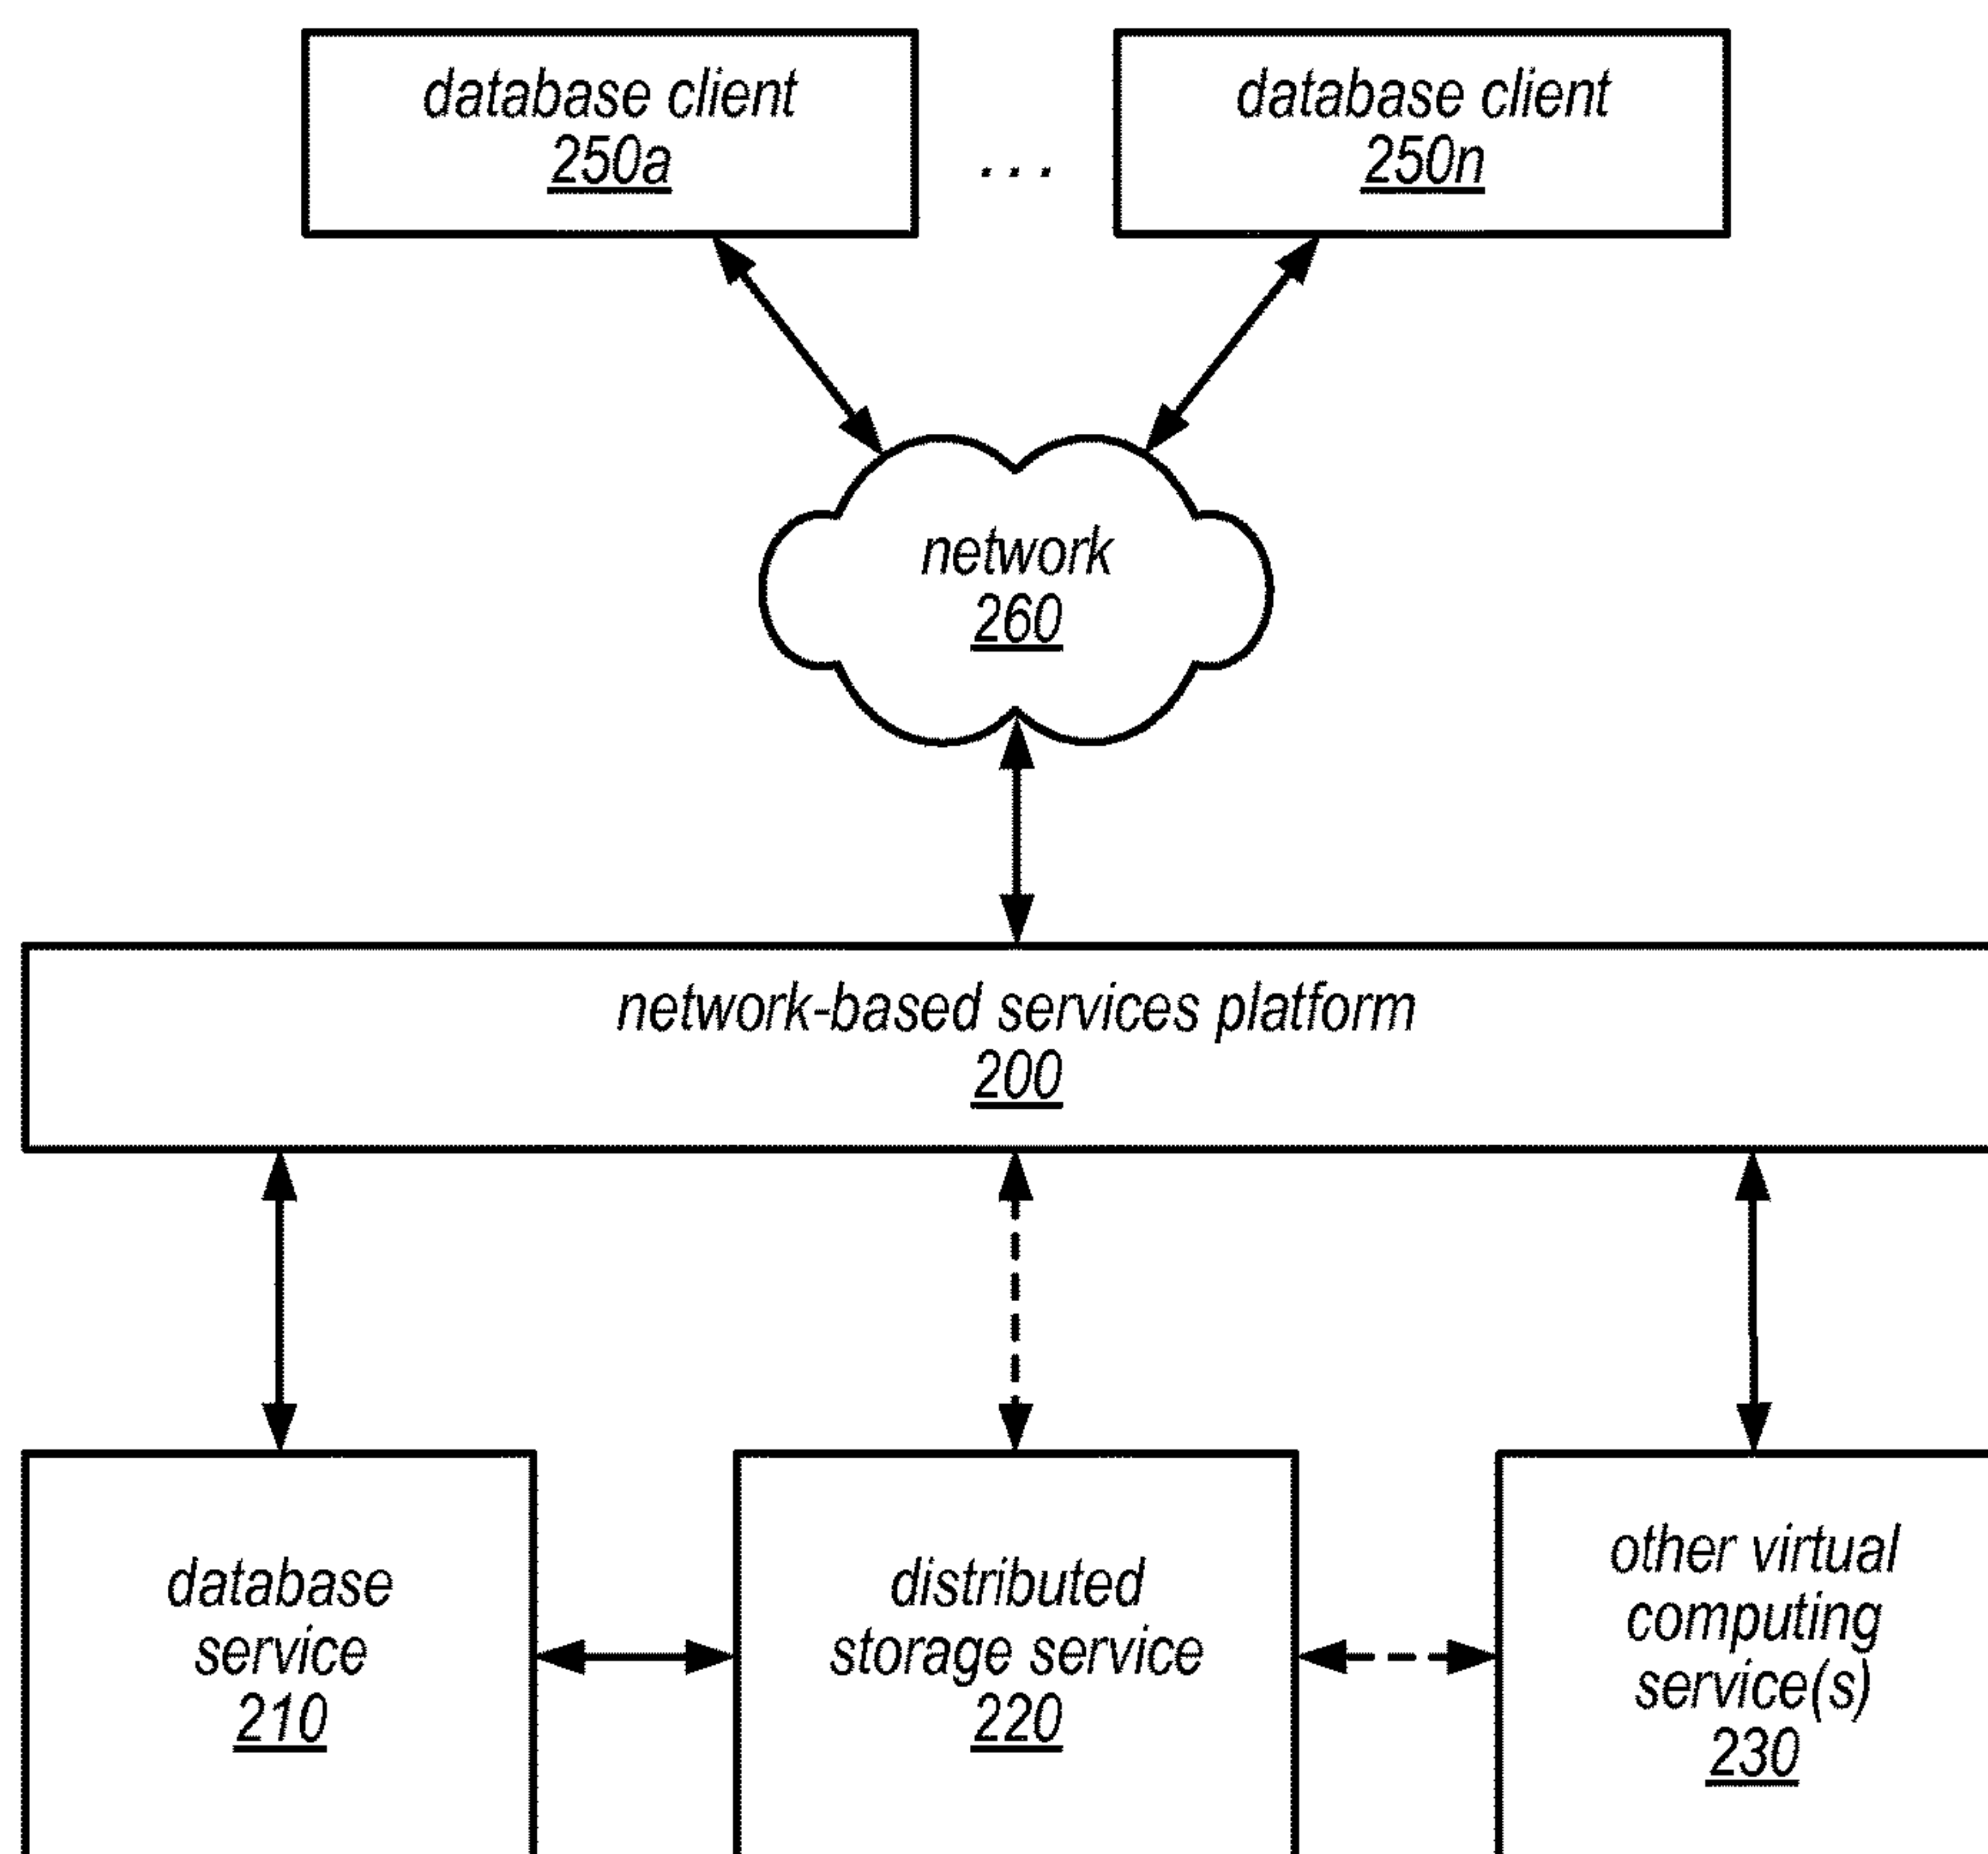 database client
250a
. . .
database client
250n
network
260
network-based services platform
200
database
service
210
distributed
storage service
220
other virtual
computing
service(s)
230